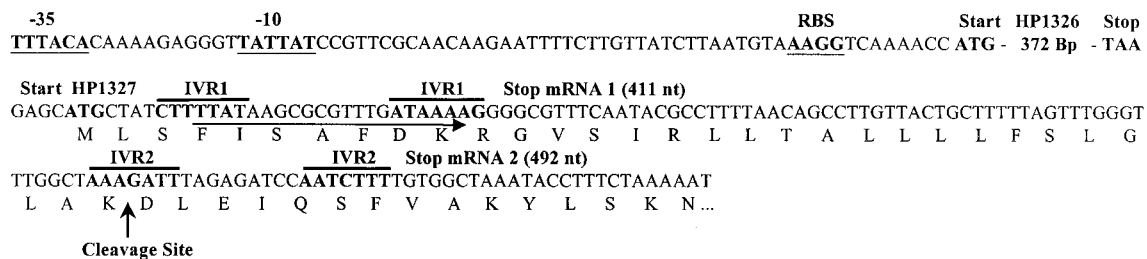 -35 -10 RBS Start HP1326 Stop
TTTACACAAAAGAGGGTTATTATCCGTTCGCAACAAGAATTTTCTTGTTATCTTAATGTAAAGGTCAAAACC ATG - 372 Bp - TAA
Start HP1327 IVR1 IVR1 Stop mRNA 1 (411 nt)
GAGCATGCTATCTTTTATAAGCGCGTTTGATAAAAGGGGCGTTTCAATACGCCTTTTAACAGCCTTGTTACTGCTTTTTAGTTTGGGT
M L S F I S A F D K R G V S I R L L T A L L L L F S L G
IVR2 IVR2 Stop mRNA 2 (492 nt)
TTGGCTAAAGATTTAGAGATCCAATCTTTTGTGGCTAAATACCTTTCTAAAAAT
L A K D L E I Q S F V A K Y L S K N ...
Cleavage Site